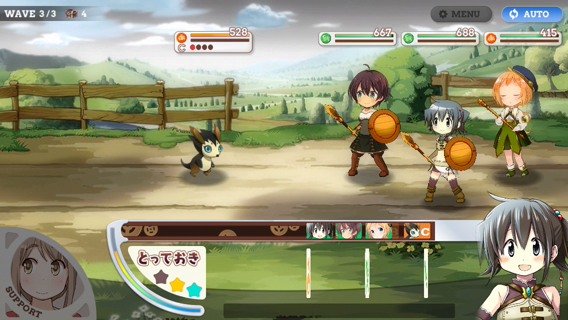 WAVE 3/3 4
MENU
AUTO
528
C
667
688
415
C
とっておき
SUPPORT